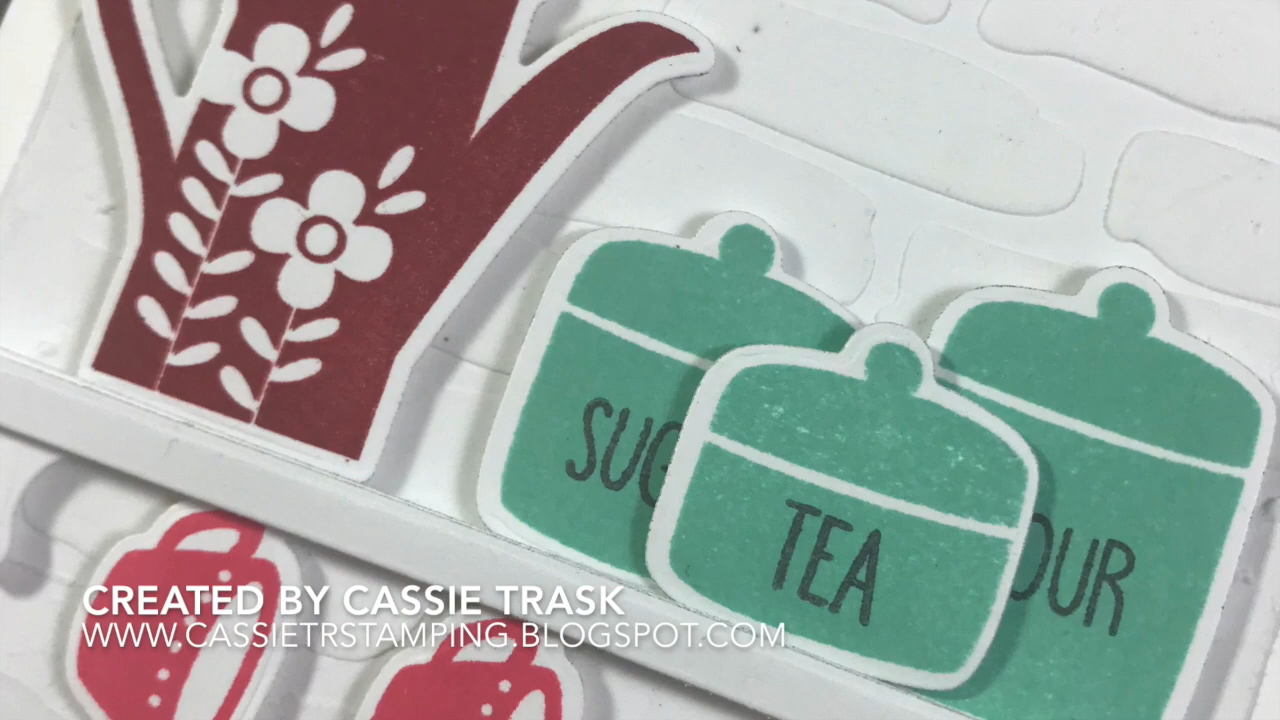 SUG
TEA
OUR
CREATED BY CASSIE TRASK
WWW.CASSIETRSTAMPING.BLOGSPOT.COM